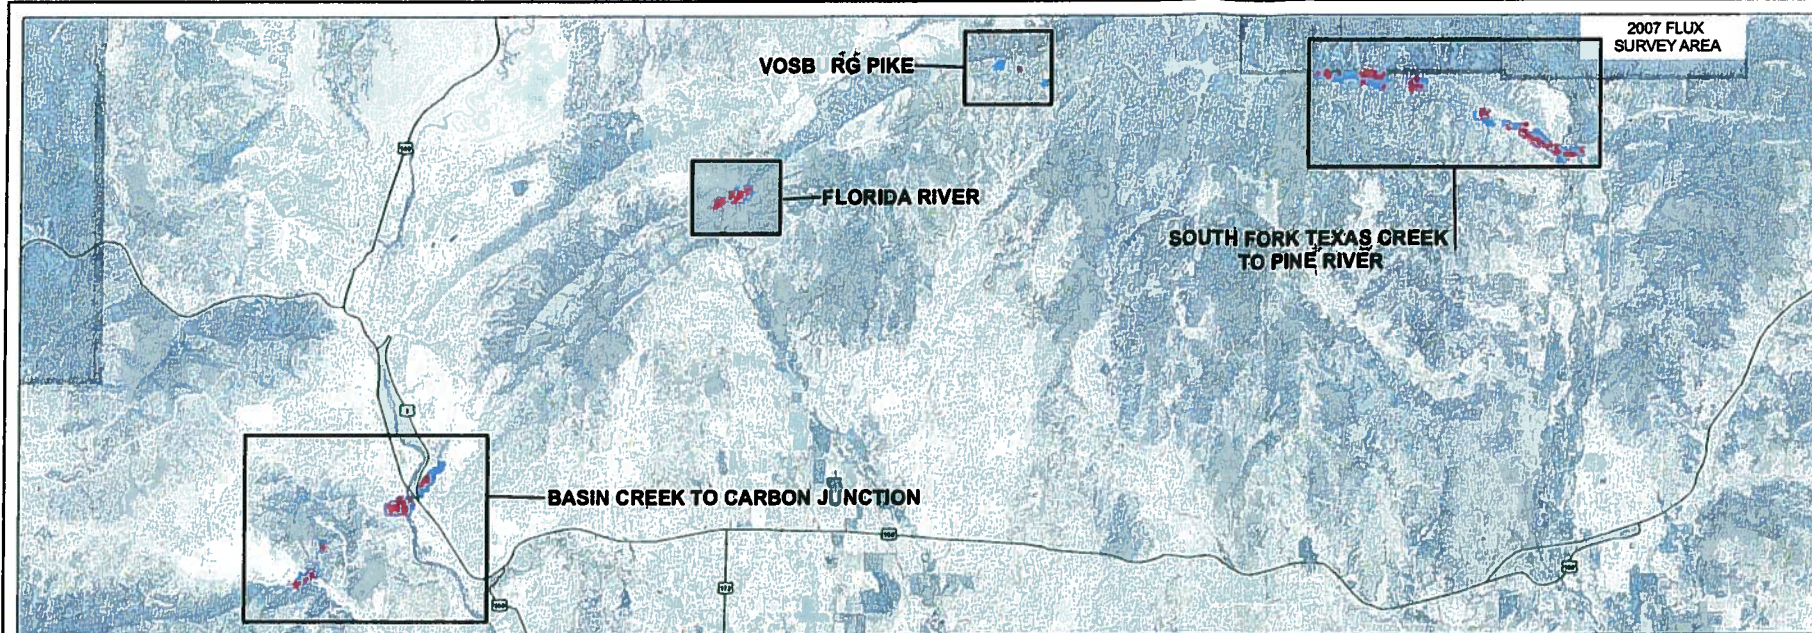 2007 FLUX
SURVEY AREA
VOSB RG PIKE
FLORIDA RIVER
SOUTH FORK TEXAS CREEK
TO PINE RIVER
BASIN CREEK TO CARBON JUNCTION